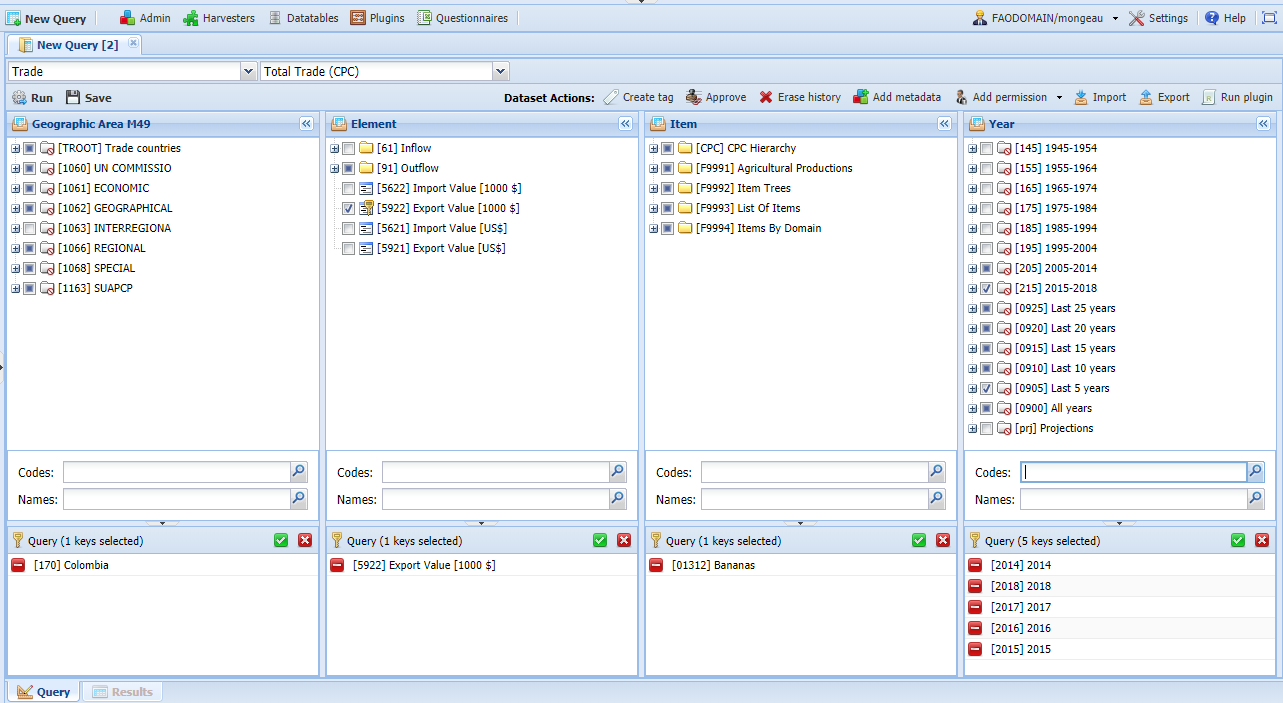 New Query Admin Harvesters Datatables Plugins Questionnaires FAODOMAIN/mongeau Settings Help
New Query [2]
Trade Total Trade (CPC)
Run Save Dataset Actions: Create tag Approve Erase history Add metadata Add permission Import Export Run plugin
Geographic Area M49
[TROOT] Trade countries
[1060] UN COMMISSIO
[1061] ECONOMIC
[1062] GEOGRAPHICAL
[1063] INTERREGIONA
[1066] REGIONAL
[1068] SPECIAL
[1163] SUAPCP
Codes:
Names:
Query (1 keys selected)
[170] Colombia
Element
[61] Inflow
[91] Outflow
[5622] Import Value [1000 $]
[5922] Export Value [1000 $]
[5621] Import Value [US$]
[5921] Export Value [US$]
Codes:
Names:
Query (1 keys selected)
[5922] Export Value [1000 $]
Item
[CPC] CPC Hierarchy
[F9991] Agricultural Productions
[F9992] Item Trees
[F9993] List Of Items
[F9994] Items By Domain
Codes:
Names:
Query (1 keys selected)
[01312] Bananas
Year
[145] 1945-1954
[155] 1955-1964
[165] 1965-1974
[175] 1975-1984
[185] 1985-1994
[195] 1995-2004
[205] 2005-2014
[215] 2015-2018
[0925] Last 25 years
[0920] Last 20 years
[0915] Last 15 years
[0910] Last 10 years
[0905] Last 5 years
[0900] All years
[prj] Projections
Codes:
Names:
Query (5 keys selected)
[2014] 2014
[2018] 2018
[2017] 2017
[2016] 2016
[2015] 2015
Query Results